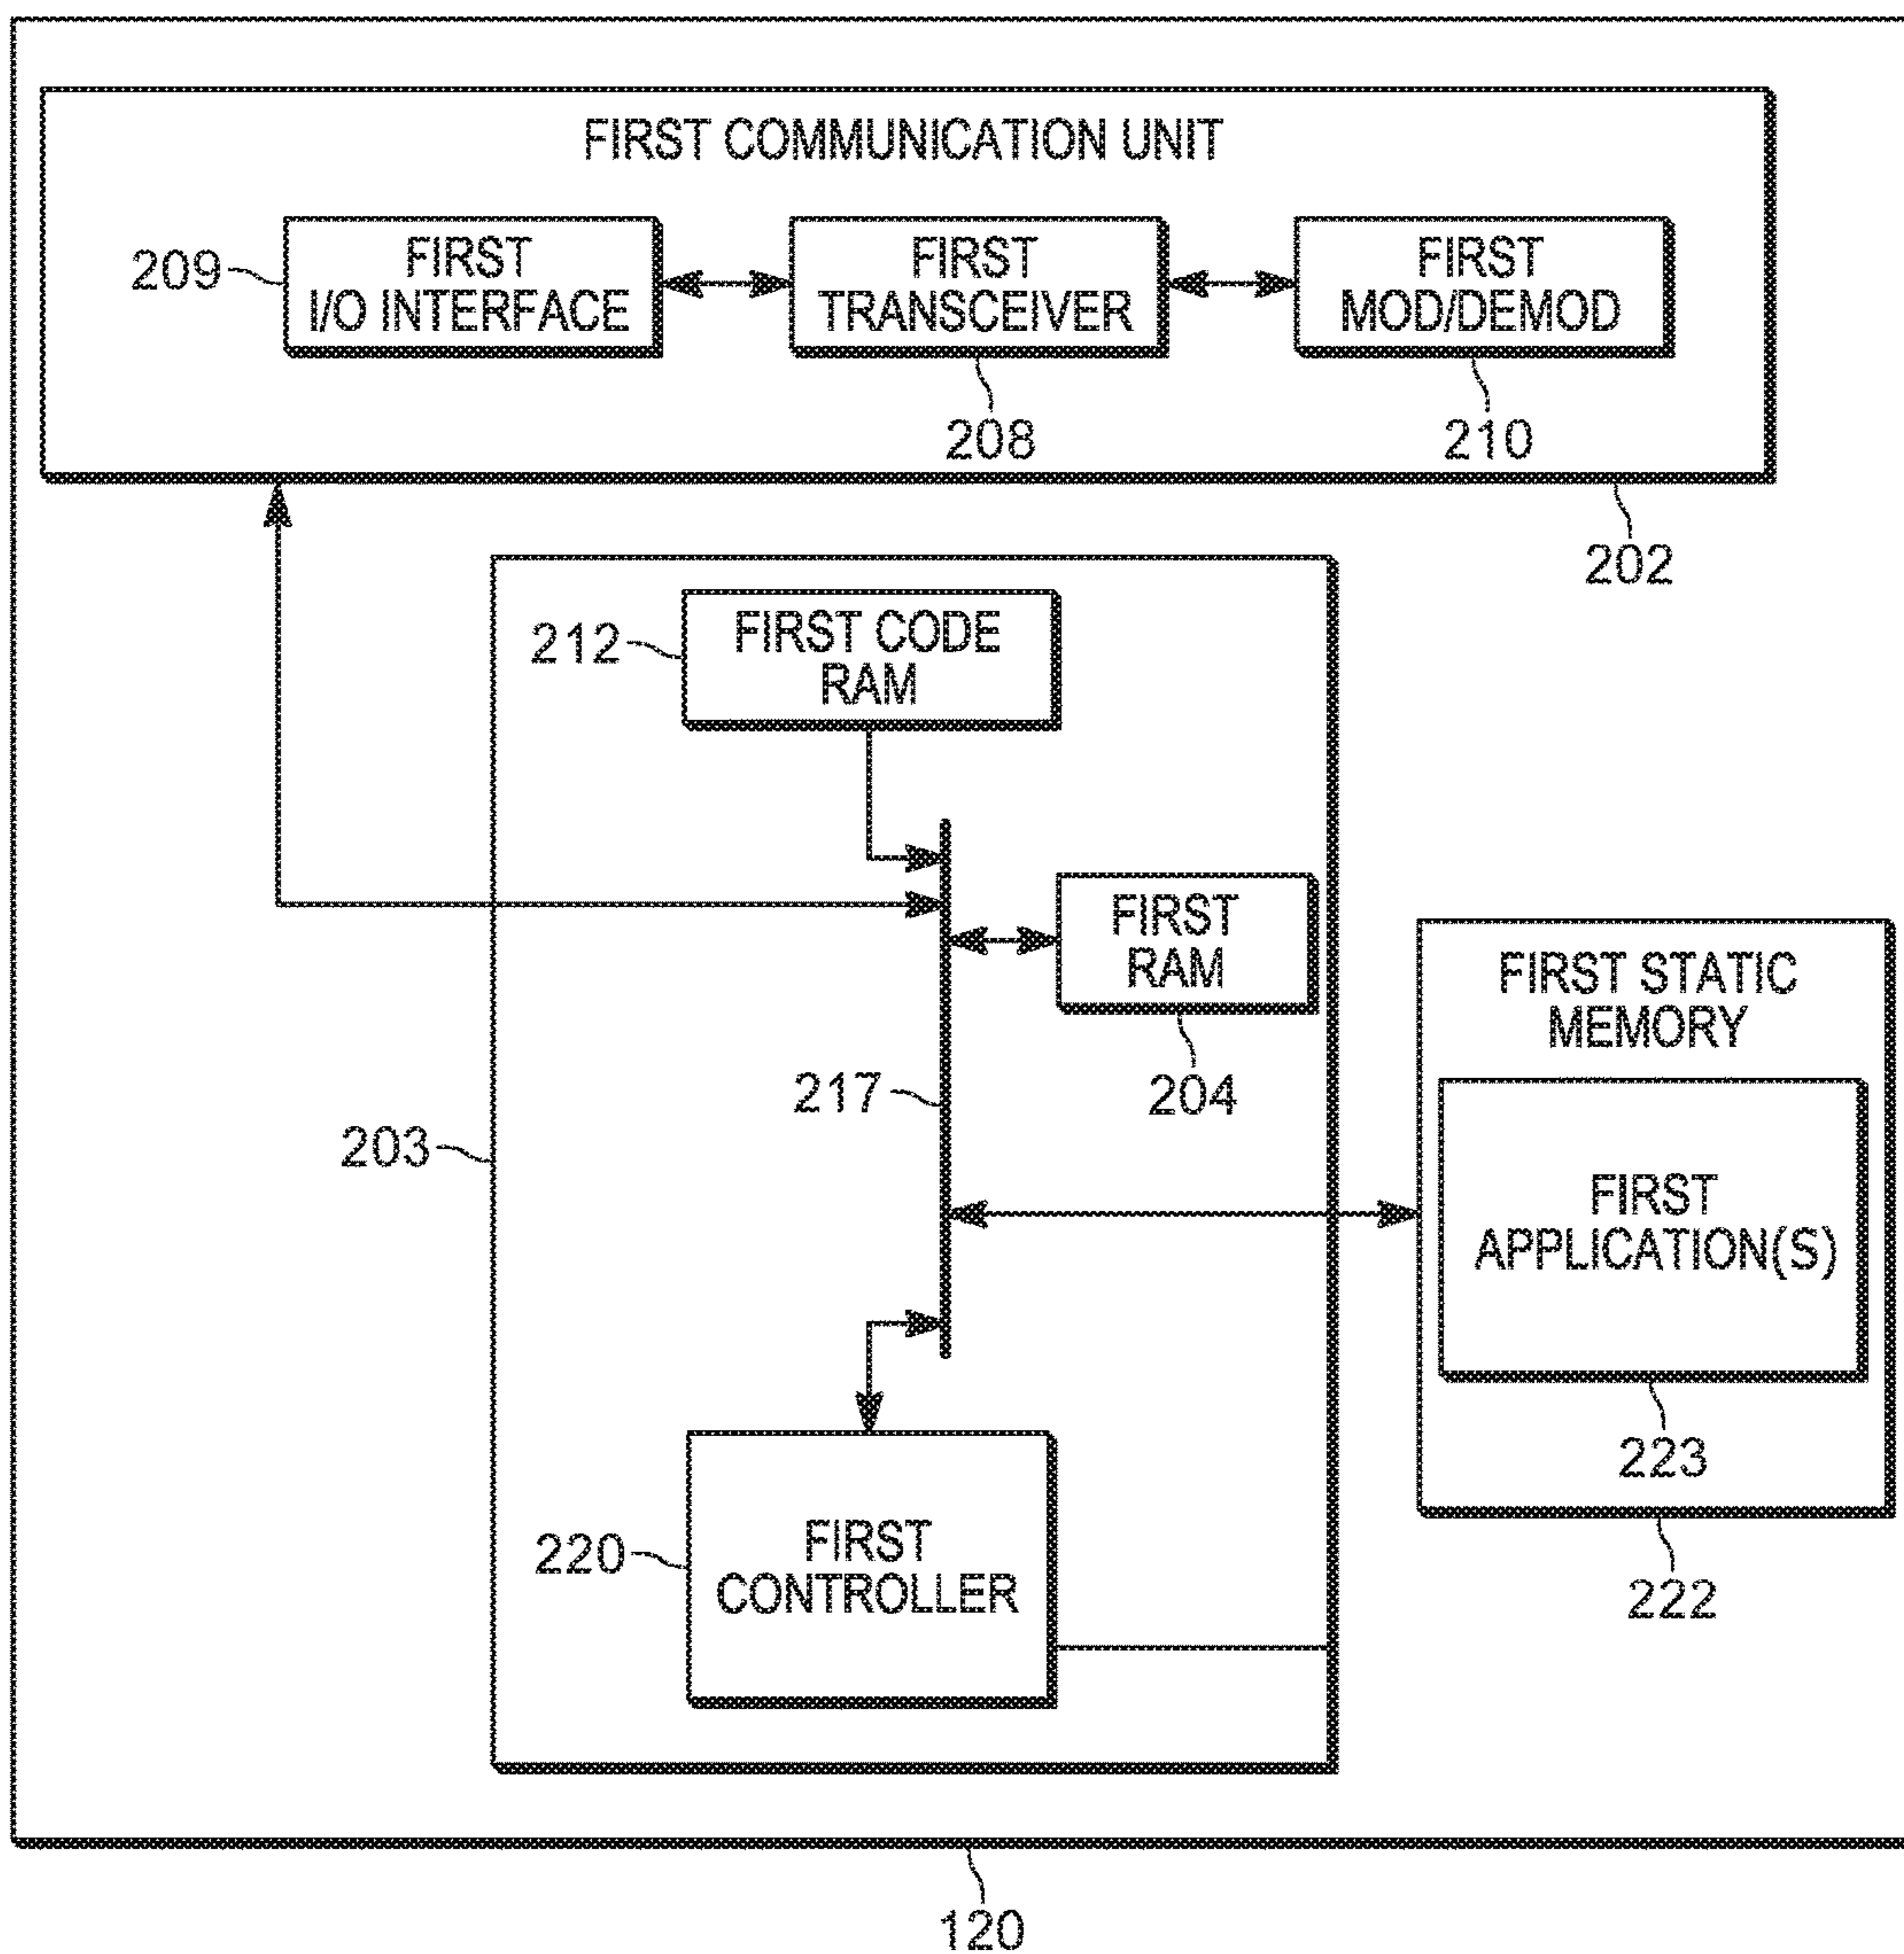 FIRST COMMUNICATION UNIT
209
FIRST
I/O INTERFACE
FIRST
TRANSCEIVER
FIRST
MOD/DEMOD
208
210
202
212
FIRST CODE
RAM
FIRST
RAM
204
217
203
FIRST STATIC
MEMORY
FIRST
APPLICATION(S)
223
222
220
FIRST
CONTROLLER
120